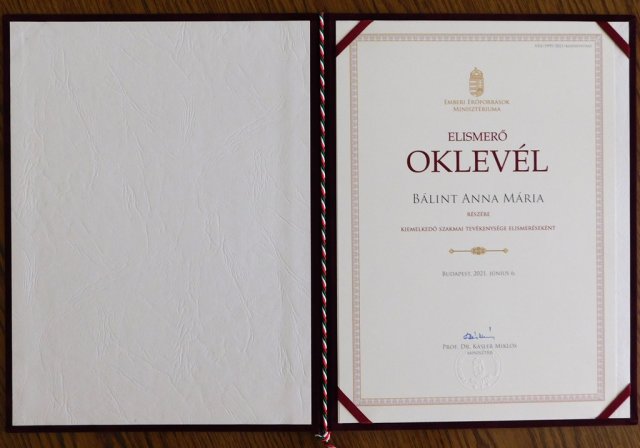 Emberi Erőforrások
Minisztériuma
ELISMERŐ
OKLEVÉL
Bálint Anna Mária
részére
kiemelkedő szakmai tevékenysége elismeréseként
Budapest, 2021. június 6.
Prof. Dr. Kásler Miklós
miniszter